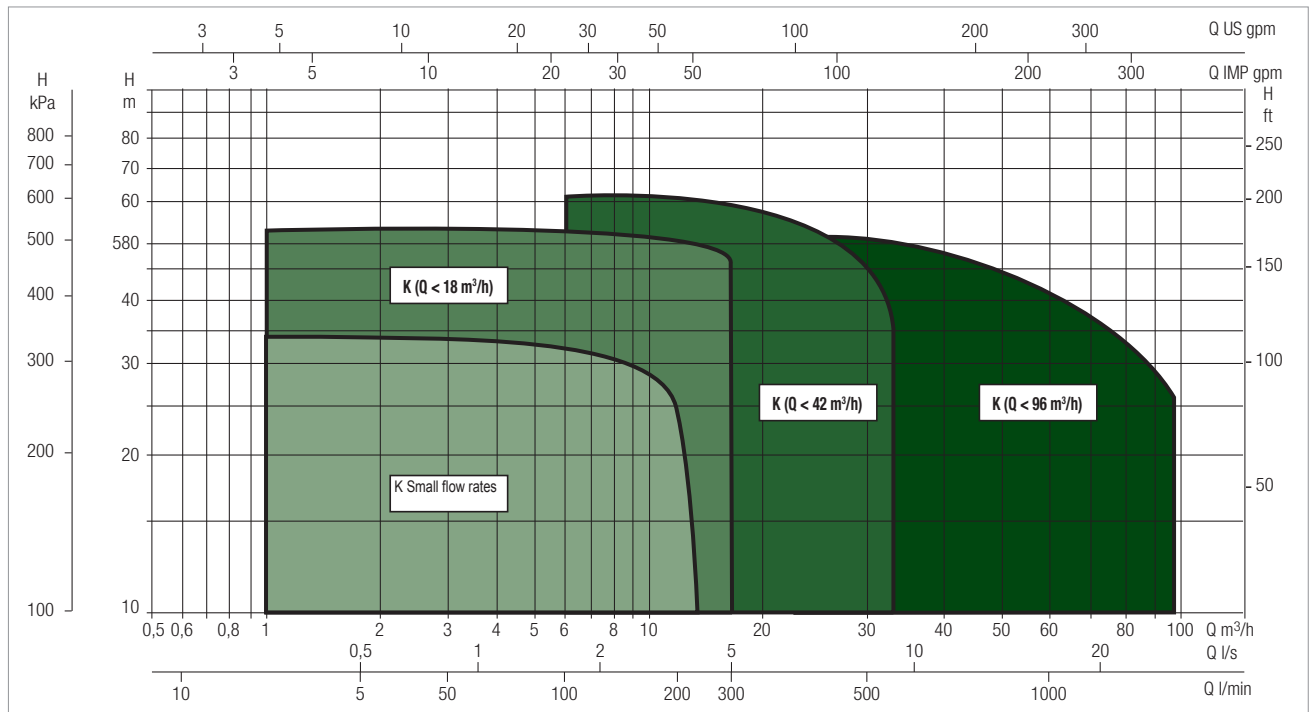 3 5 10 20 30 50 100 200 300 Q US gpm
3 5 10 20 30 50 100 200 300 Q IMP gpm
H
kPa
H
m
H
ft
800
700
600
500
400
300
200
100
80
70
60
580
40
30
20
10
250
200
150
100
50
K (Q < 18 m³/h)
K (Q < 42 m³/h)
K (Q < 96 m³/h)
K Small flow rates
0,5 0,6 0,8 1 2 3 4 5 6 8 10 20 30 40 50 60 80 100 Q m³/h
0,5 1 2 5 10 20 Q l/s
10 5 50 100 200 300 500 1000 Q l/min